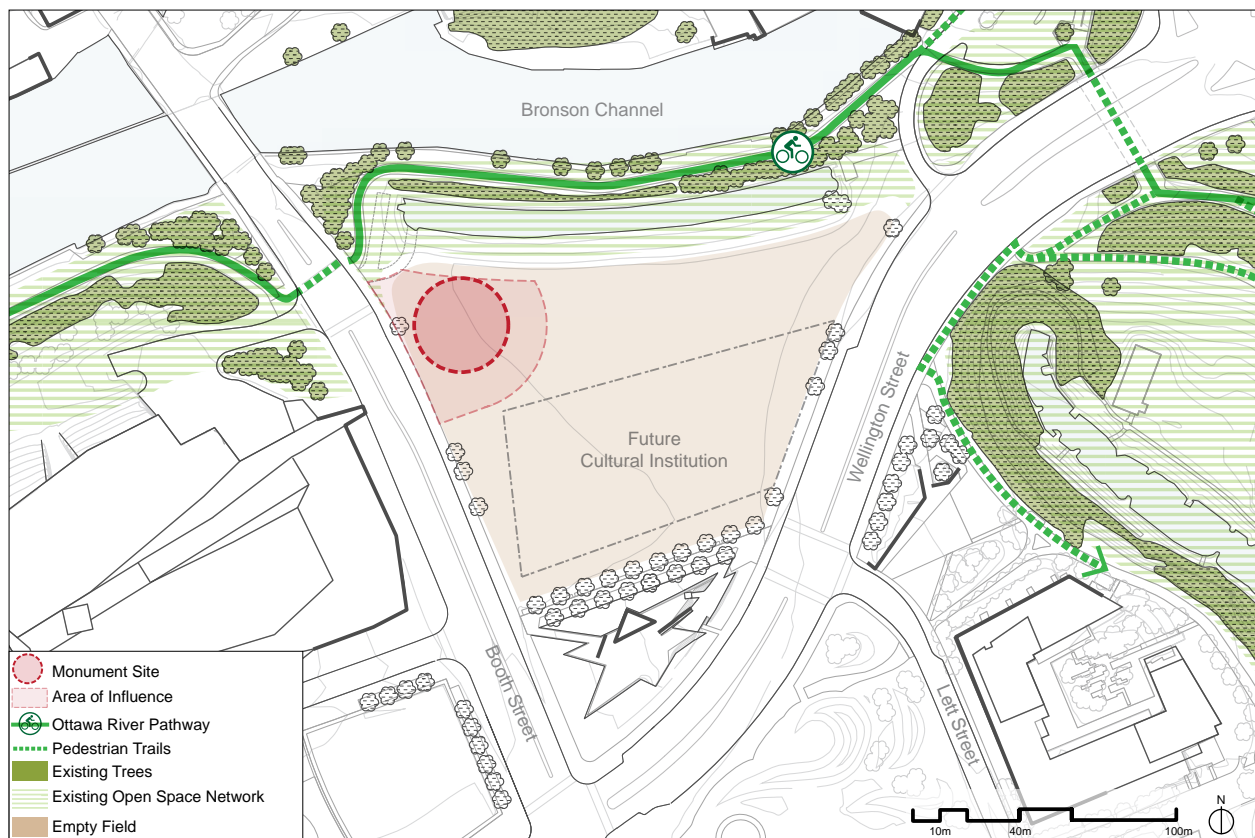 Bronson Channel
Wellington Street
Future
Cultural Institution
Booth Street
Lett Street
Monument Site
Area of Influence
Ottawa River Pathway
Pedestrian Trails
Existing Trees
Existing Open Space Network
Empty Field
10m
40m
100m
N